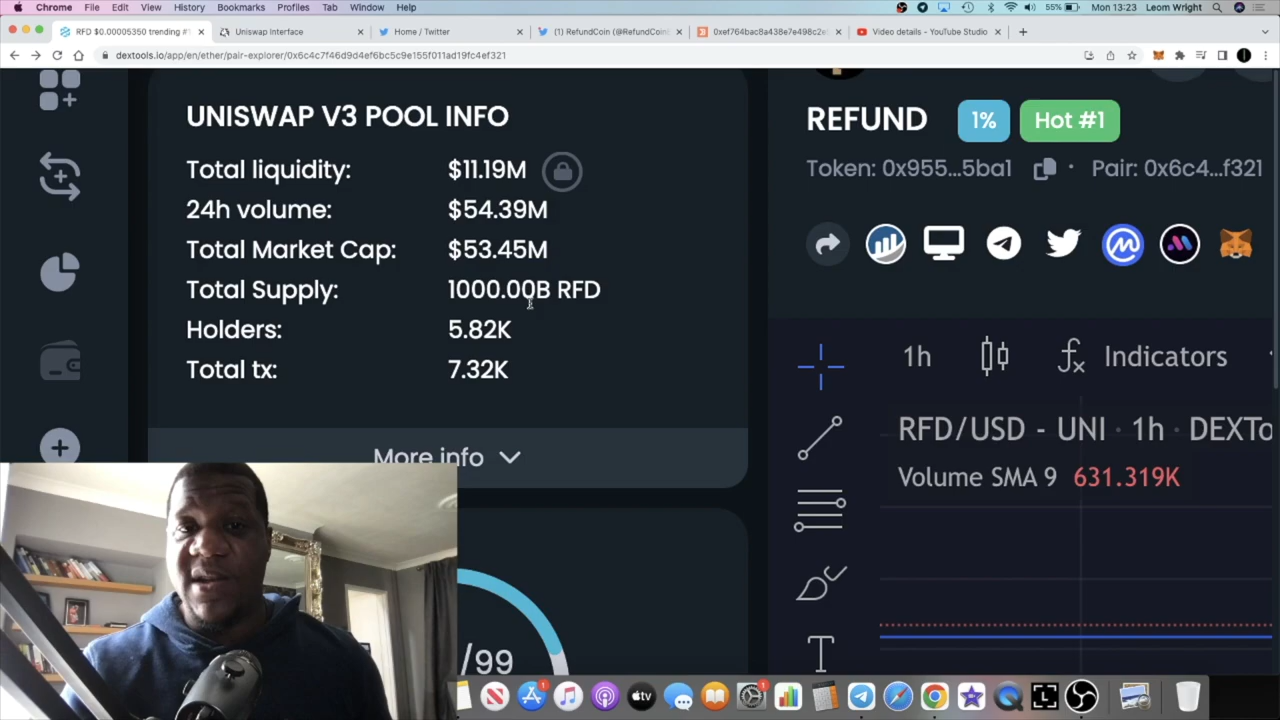 Chrome File Edit View History Bookmarks Profiles Tab Window Help
55% Mon 13:23 Leom Wright
RFD $0.00005350 trending #1
Uniswap Interface
Home / Twitter
(1) RefundCoin (@RefundCoin
0xef764bac8a438e7e498c2e
Video details - YouTube Studio
dextools.io/app/en/ether/pair-explorer/0x6c4c7f46d9d4ef6bc5c9e155f011ad19fc4ef321
UNISWAP V3 POOL INFO
Total liquidity: $11.19M
24h volume: $54.39M
Total Market Cap: $53.45M
Total Supply: 1000.00B RFD
Holders: 5.82K
Total tx: 7.32K
More info
/99
REFUND 1% Hot #1
Token: 0x955...5ba1 · Pair: 0x6c4...f321
1h Indicators
RFD/USD - UNI · 1h · DEXTo
Volume SMA 9 631.319K